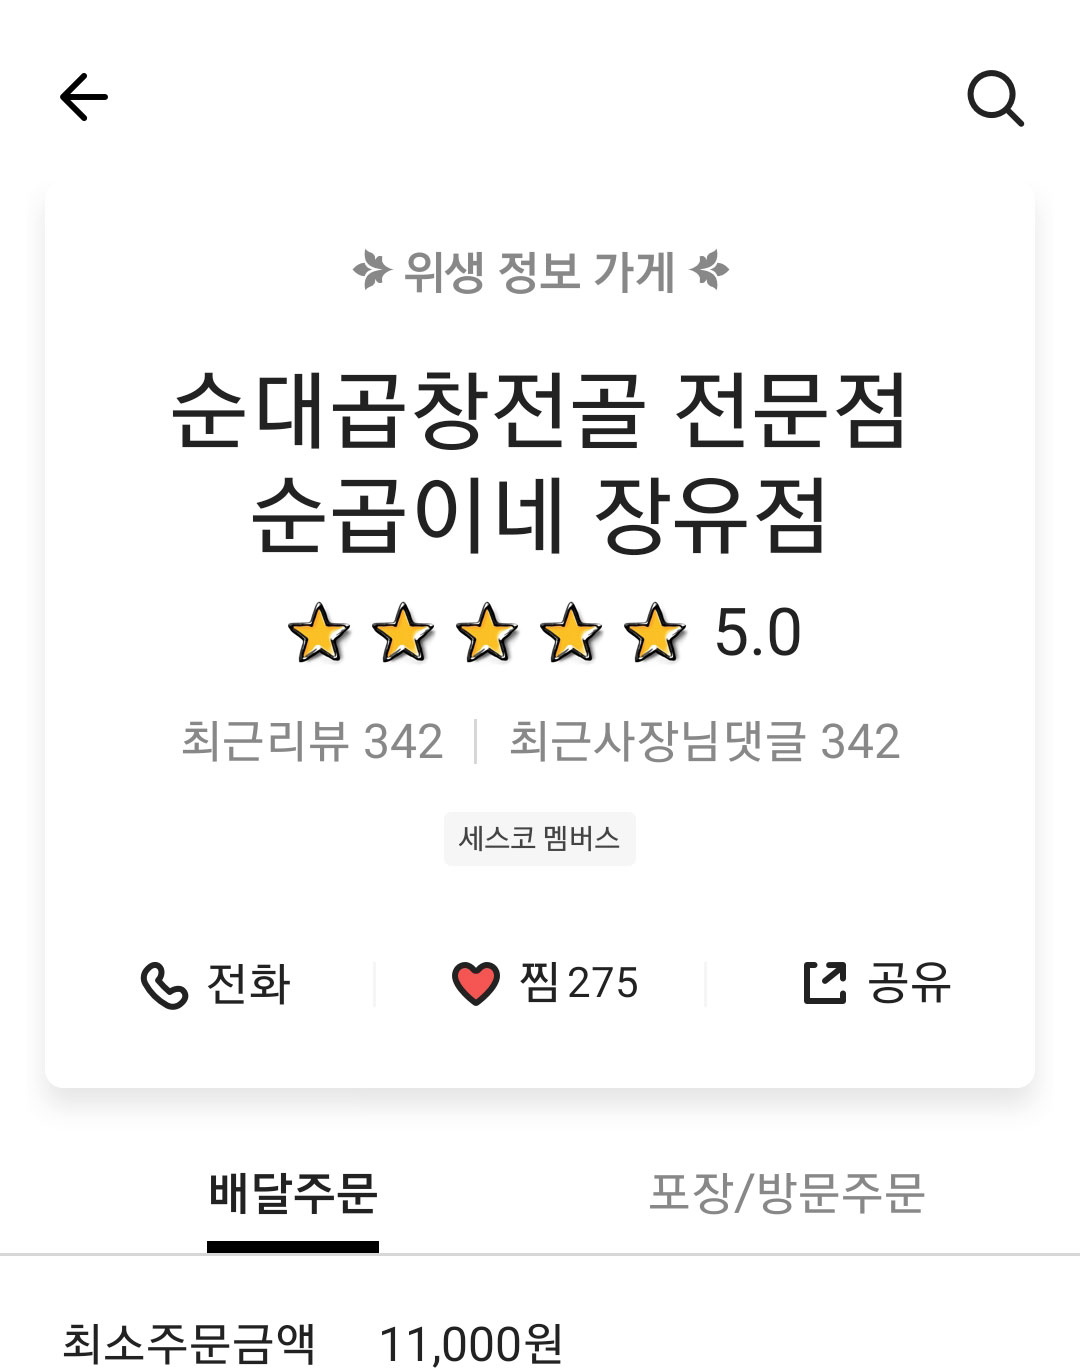 위생 정보 가게
순대곱창전골 전문점
순곱이네 장유점
5.0
최근리뷰 342 최근사장님댓글 342
세스코 멤버스
전화 찜 275 공유
배달주문 포장/방문주문
최소주문금액 11,000원